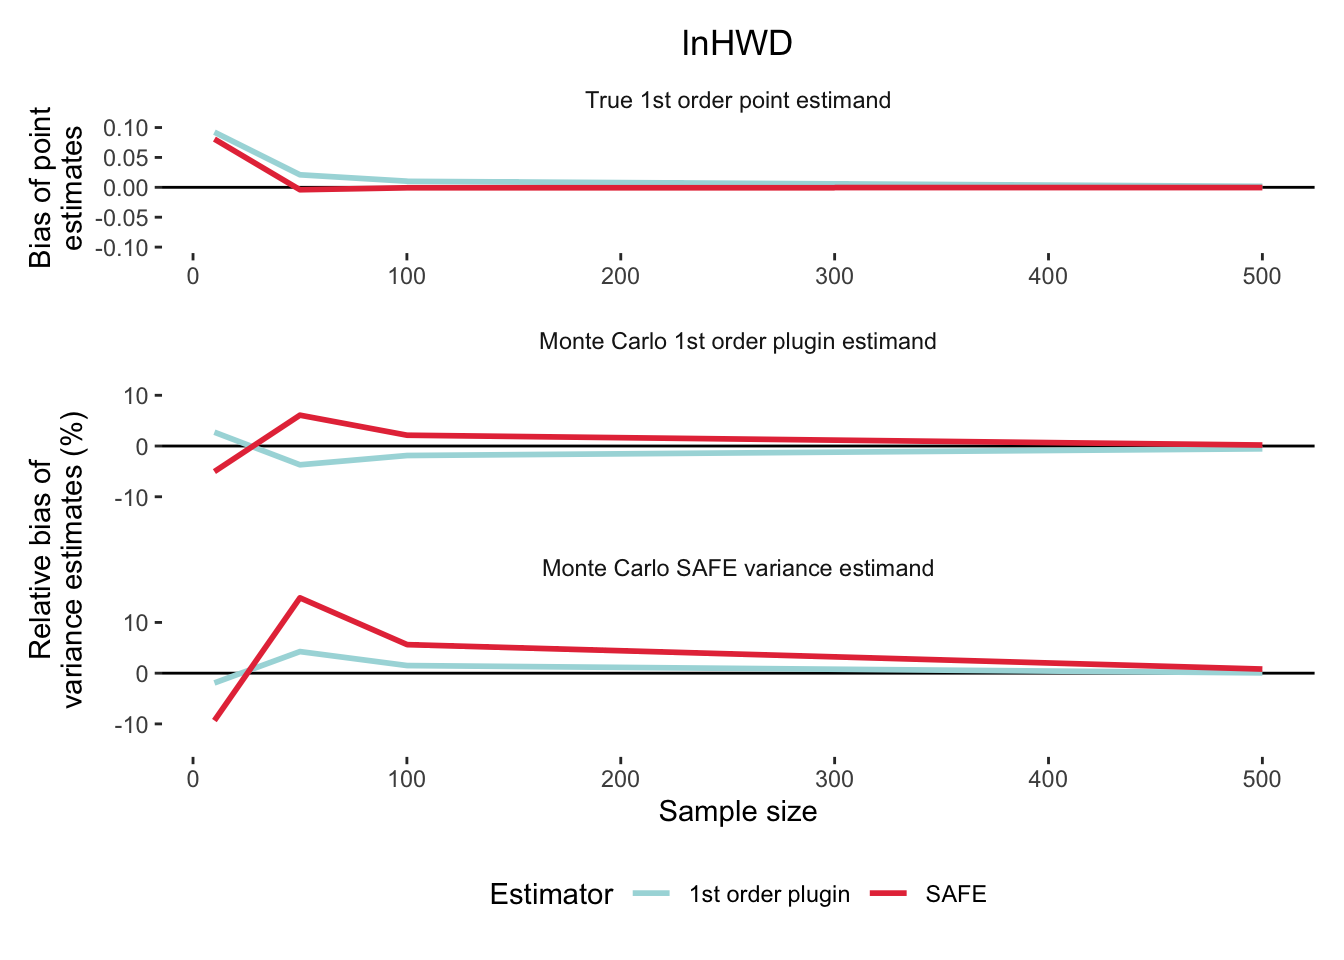 lnHWD
True 1st order point estimand
Bias of point
estimates
0.10
0.05
0.00
-0.05
-0.10
0 100 200 300 400 500
Monte Carlo 1st order plugin estimand
Relative bias of
variance estimates (%)
10
0
-10
Monte Carlo SAFE variance estimand
10
0
-10
0 100 200 300 400 500
Sample size
Estimator 1st order plugin SAFE